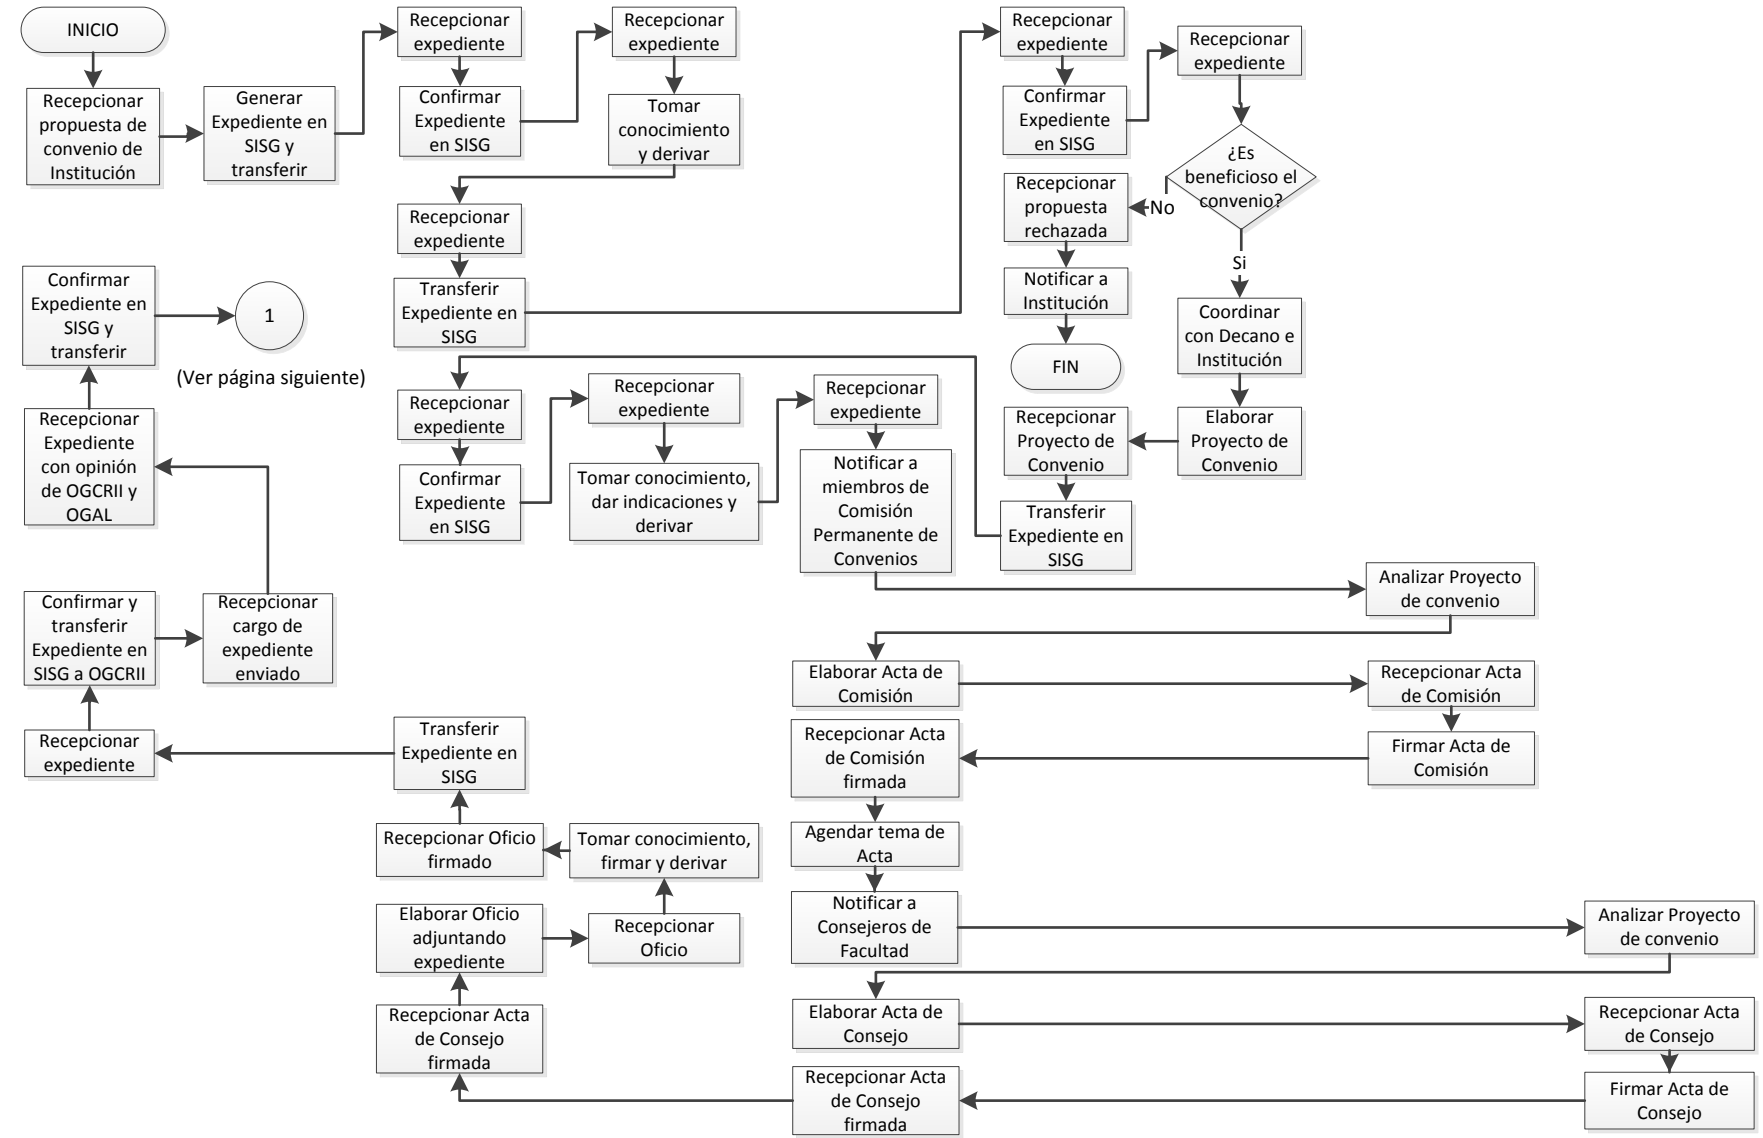 INICIO
Recepcionar
propuesta de
convenio de
Institución
Generar
Expediente en
SISG y
transferir
Recepcionar
expediente
Confirmar
Expediente
en SISG
Recepcionar
expediente
Tomar
conocimiento
y derivar
Recepcionar
expediente
Transferir
Expediente en
SISG
Recepcionar
expediente
Confirmar
Expediente
en SISG
Recepcionar
expediente
¿Es
beneficioso el
convenio?
No
Recepcionar
propuesta
rechazada
Notificar a
Institución
FIN
Si
Coordinar
con Decano e
Institución
Elaborar
Proyecto de
Convenio
Recepcionar
Proyecto de
Convenio
Transferir
Expediente en
SISG
Recepcionar
expediente
Confirmar
Expediente
en SISG
Recepcionar
expediente
Tomar conocimiento,
dar indicaciones y
derivar
Recepcionar
expediente
Notificar a
miembros de
Comisión
Permanente de
Convenios
Analizar Proyecto
de convenio
Elaborar Acta de
Comisión
Recepcionar Acta
de Comisión
Firmar Acta de
Comisión
Recepcionar Acta
de Comisión
firmada
Agendar tema de
Acta
Notificar a
Consejeros de
Facultad
Analizar Proyecto
de convenio
Elaborar Acta de
Consejo
Recepcionar Acta
de Consejo
Firmar Acta de
Consejo
Recepcionar Acta
de Consejo
firmada
Recepcionar Acta
de Consejo
firmada
Elaborar Oficio
adjuntando
expediente
Recepcionar
Oficio
Tomar conocimiento,
firmar y derivar
Recepcionar Oficio
firmado
Transferir
Expediente en
SISG
Recepcionar
expediente
Confirmar y
transferir
Expediente en
SISG a OGCRII
Recepcionar
cargo de
expediente
enviado
Recepcionar
Expediente
con opinión
de OGCRII y
OGAL
Confirmar
Expediente en
SISG y
transferir
1
(Ver página siguiente)